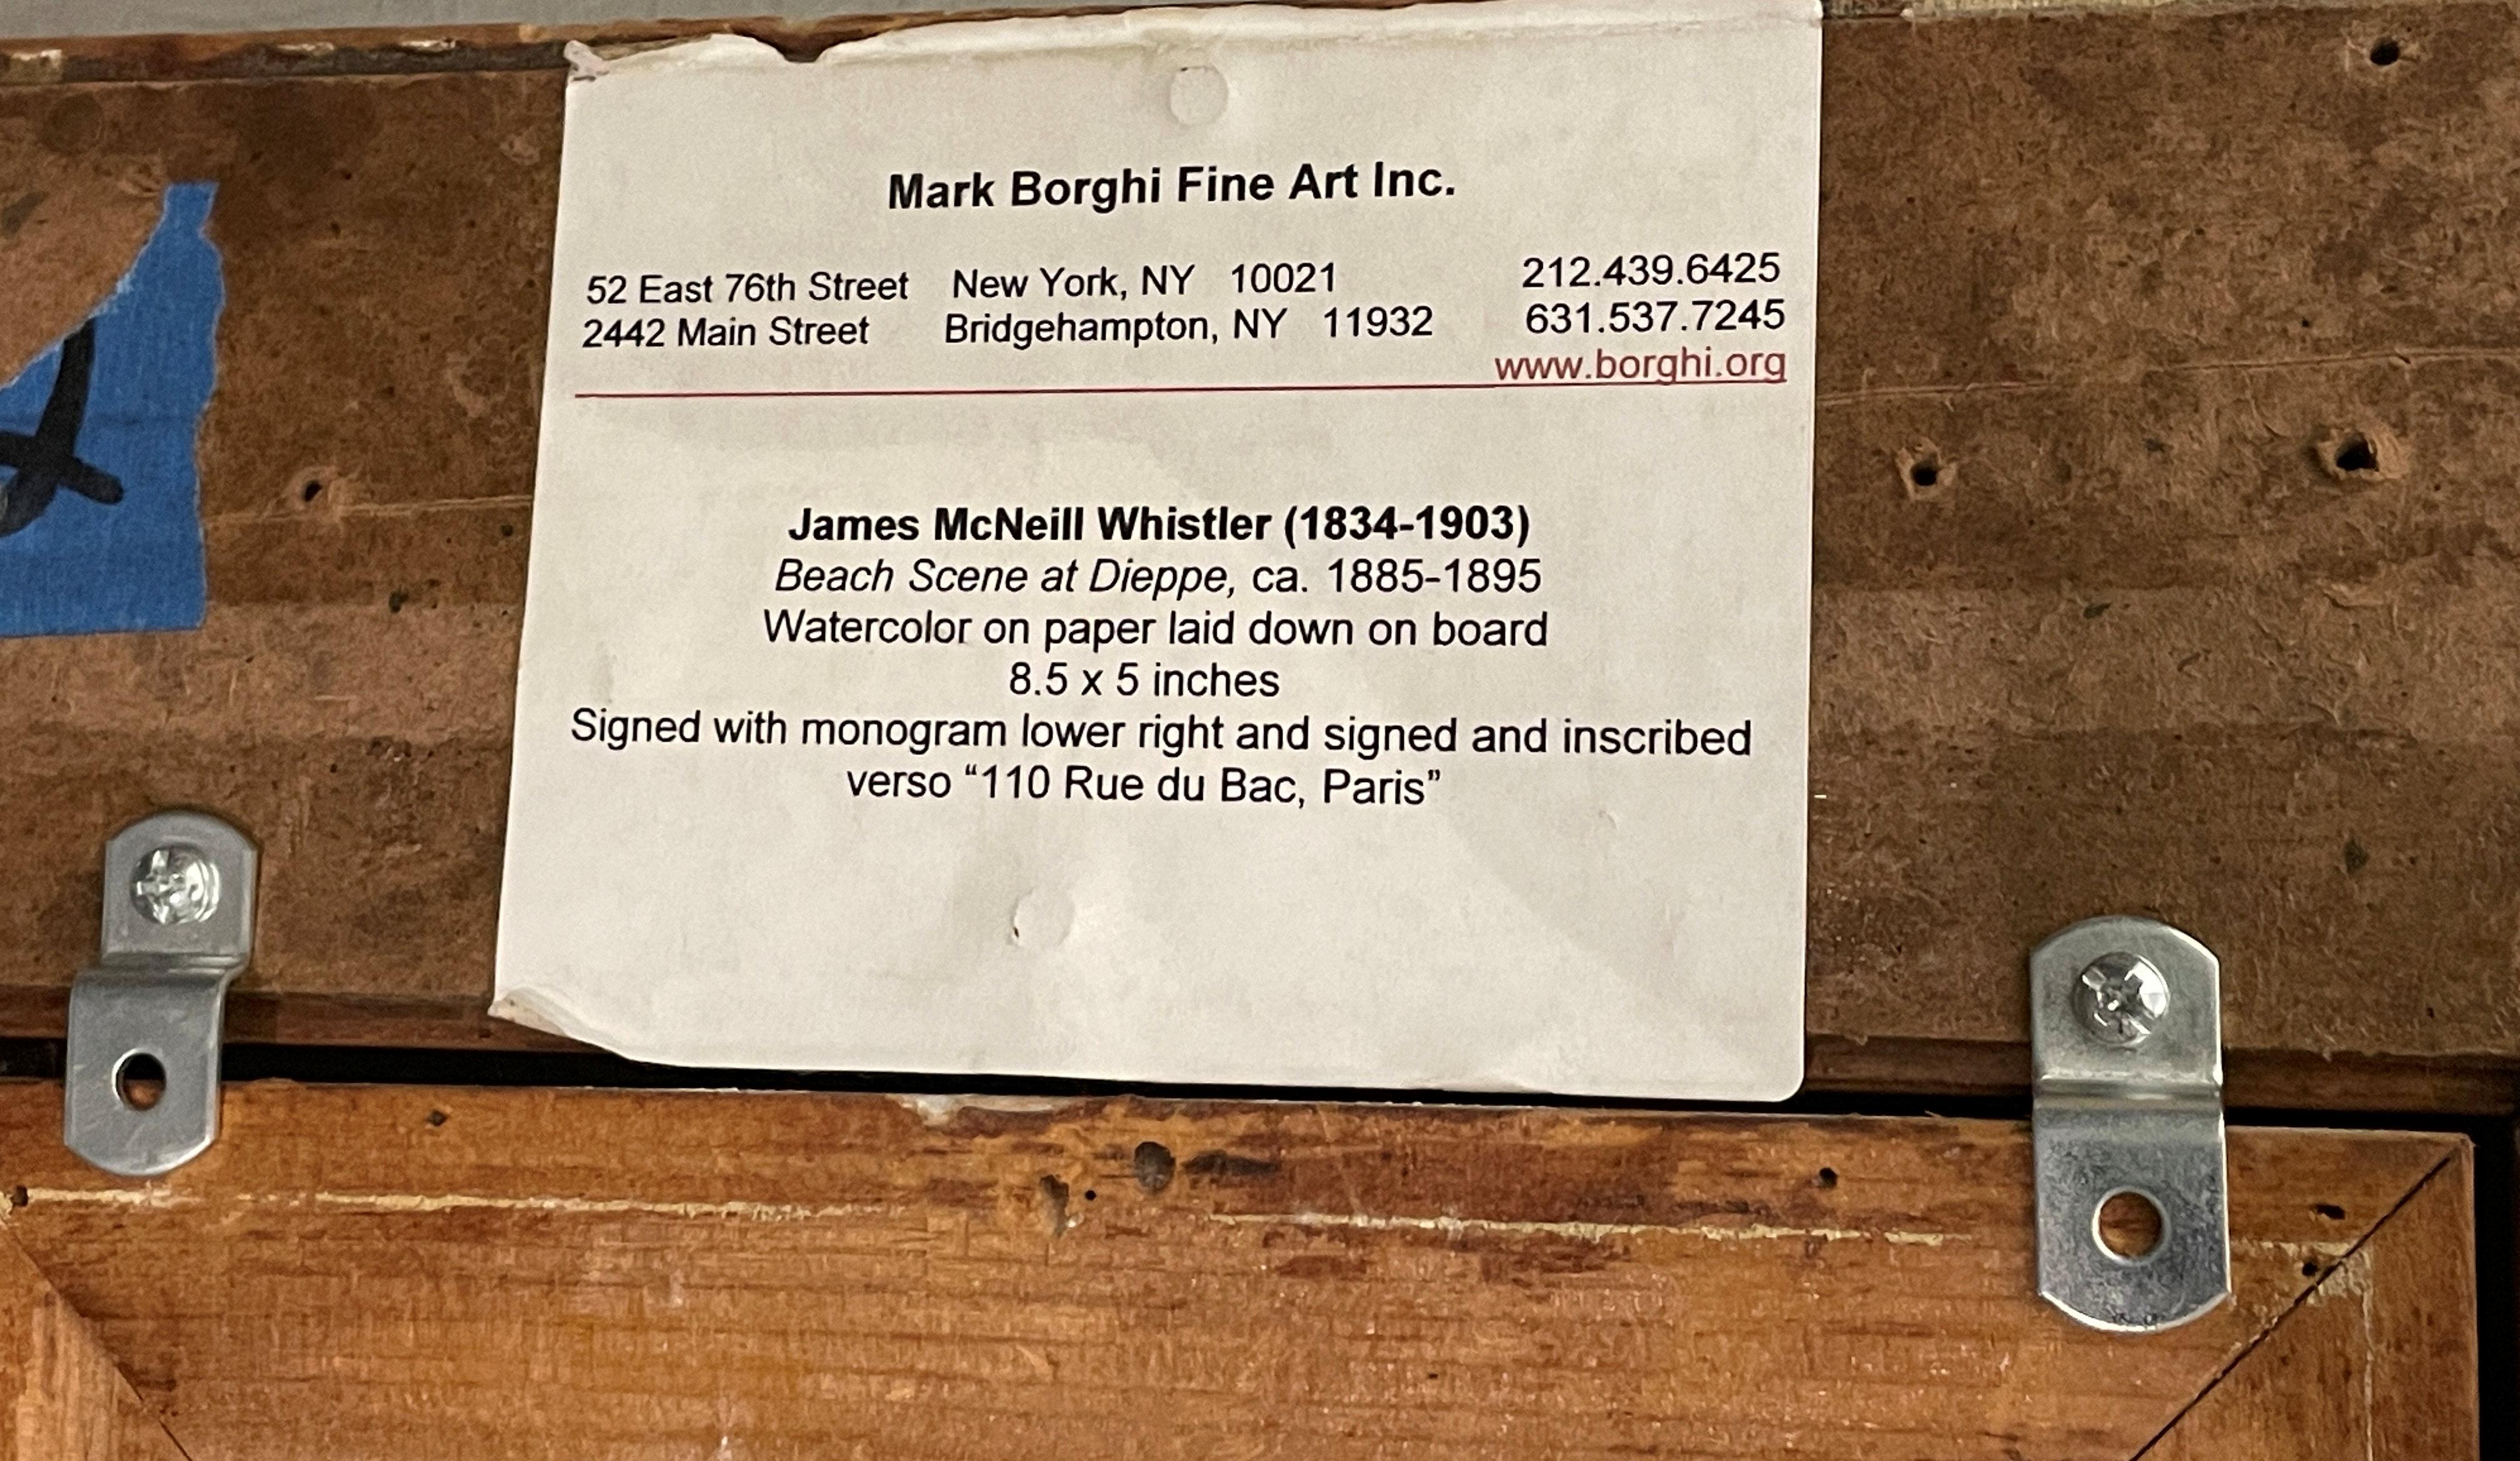 Mark Borghi Fine Art Inc.
52 East 76th Street New York, NY 10021 212.439.6425
2442 Main Street Bridgehampton, NY 11932 631.537.7245
www.borghi.org
James McNeill Whistler (1834-1903)
Beach Scene at Dieppe, ca. 1885-1895
Watercolor on paper laid down on board
8.5 x 5 inches
Signed with monogram lower right and signed and inscribed
verso “110 Rue du Bac, Paris”